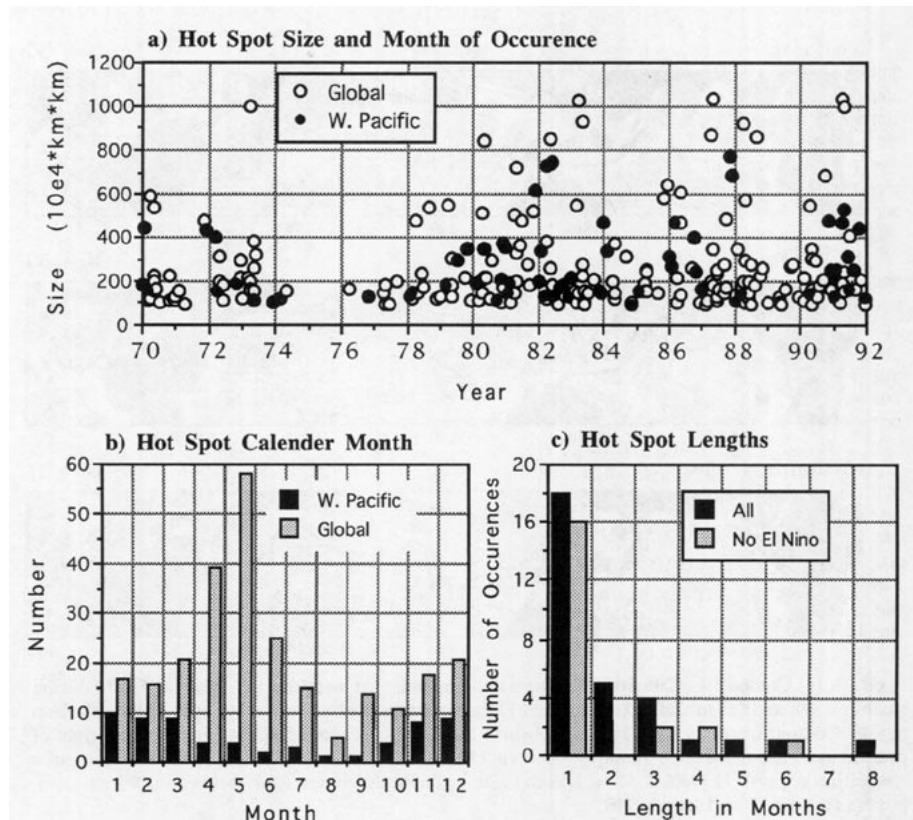 a) Hot Spot Size and Month of Occurence
1200
1000
800
600
400
200
0
Size (10e4*km*km)
Global
W. Pacific
70 72 74 76 78 80 82 84 86 88 90 92
Year
b) Hot Spot Calender Month
60
50
40
30
20
10
0
Number
W. Pacific
Global
1 2 3 4 5 6 7 8 9 10 11 12
Month
c) Hot Spot Lengths
20
16
12
8
4
0
Number of Occurences
All
No El Nino
1 2 3 4 5 6 7 8
Length in Months